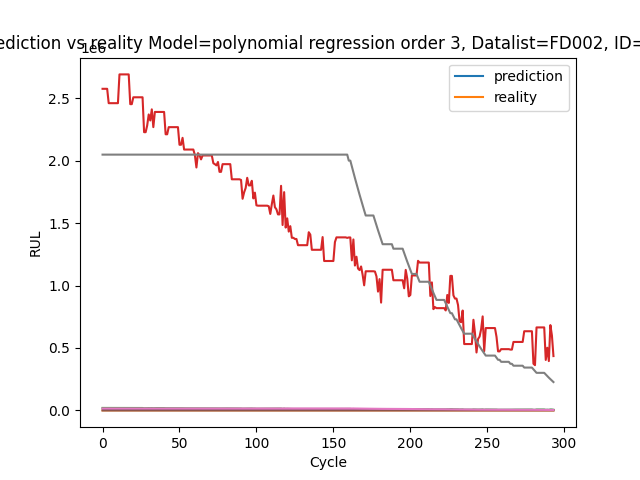 ediction vs reality Model=polynomial regression order 3, Datalist=FD002, ID=
1e6
prediction
reality
2.5
2.0
1.5
1.0
0.5
0.0
RUL
0 50 100 150 200 250 300
Cycle